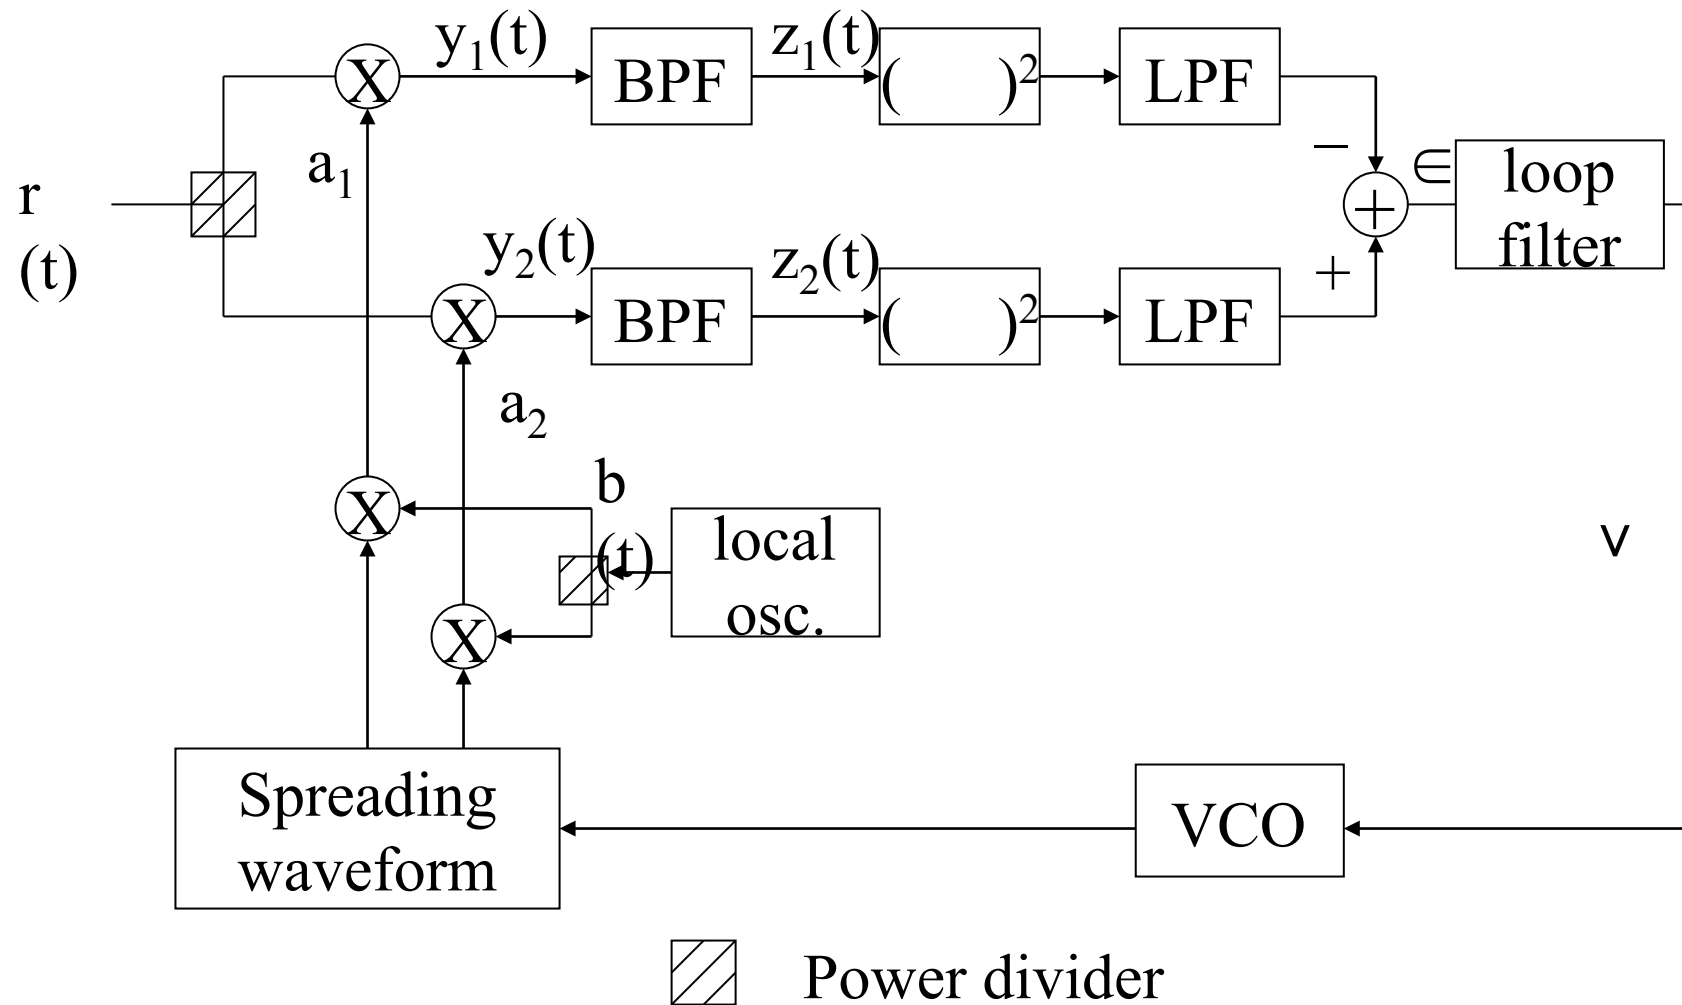 y₁(t)
z₁(t)
X
BPF
( )²
LPF
a₁
−
r
(t)
+
∈
loop
filter
y₂(t)
z₂(t)
+
X
BPF
( )²
LPF
a₂
b
(t)
X
local
osc.
v
X
Spreading
waveform
VCO
Power divider